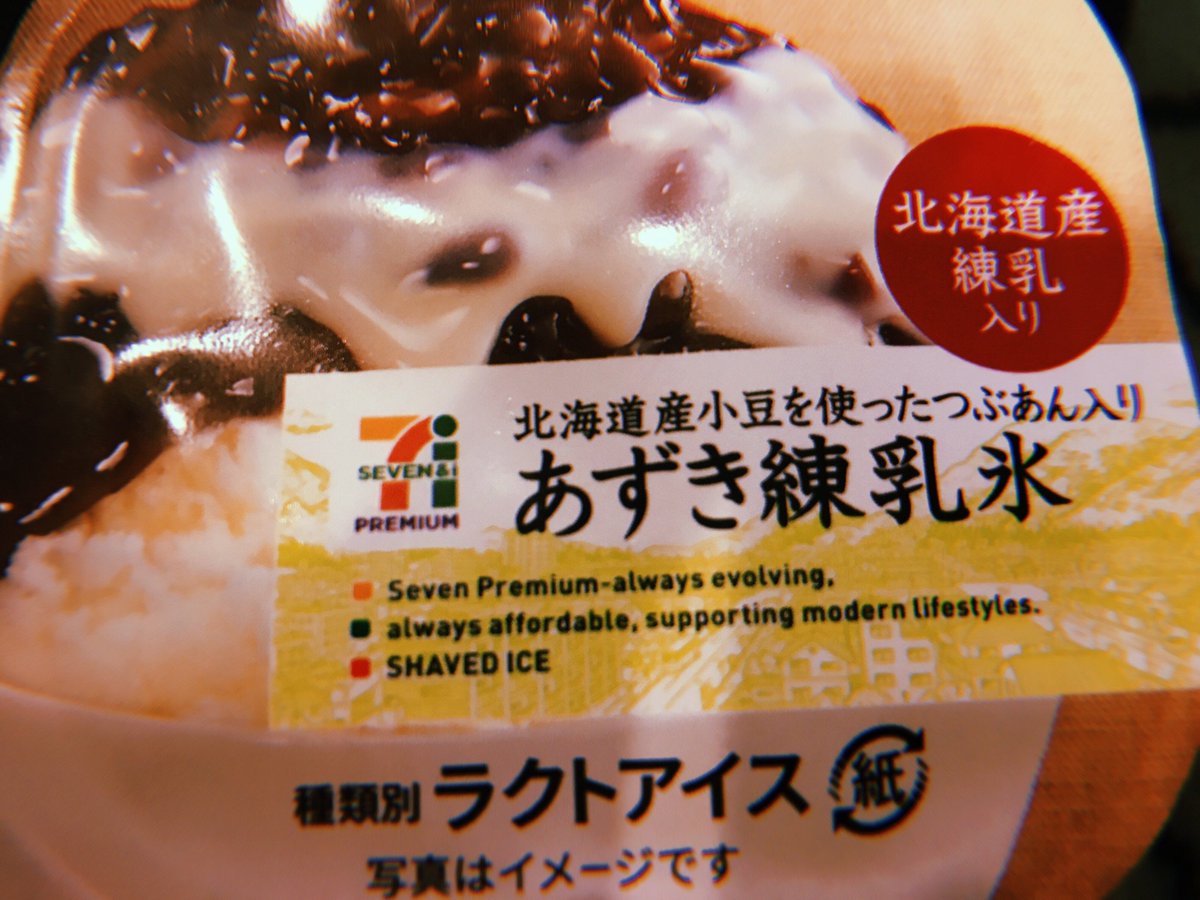 北海道産
練乳
入り
北海道産小豆を使ったつぶあん入り
あずき練乳氷
SEVEN&i
PREMIUM
Seven Premium-always evolving,
always affordable, supporting modern lifestyles.
SHAVED ICE
種類別 ラクトアイス 紙
写真はイメージです